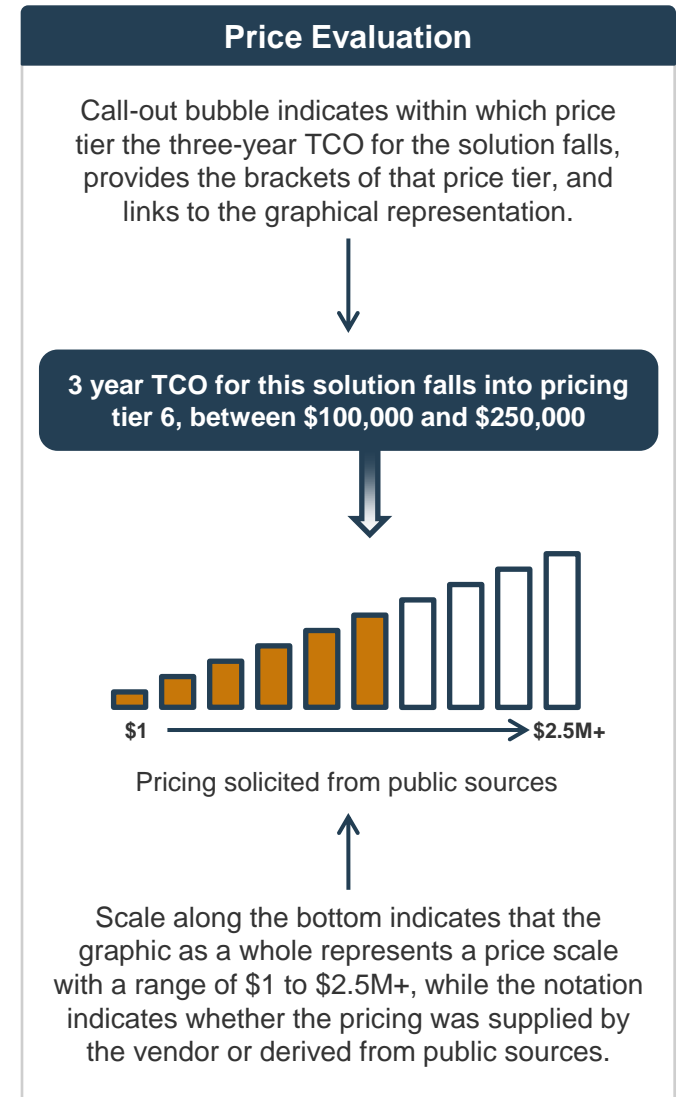 Price Evaluation
Call-out bubble indicates within which price
tier the three-year TCO for the solution falls,
provides the brackets of that price tier, and
links to the graphical representation.
3 year TCO for this solution falls into pricing
tier 6, between $100,000 and $250,000
$1
$2.5M+
Pricing solicited from public sources
Scale along the bottom indicates that the
graphic as a whole represents a price scale
with a range of $1 to $2.5M+, while the notation
indicates whether the pricing was supplied by
the vendor or derived from public sources.